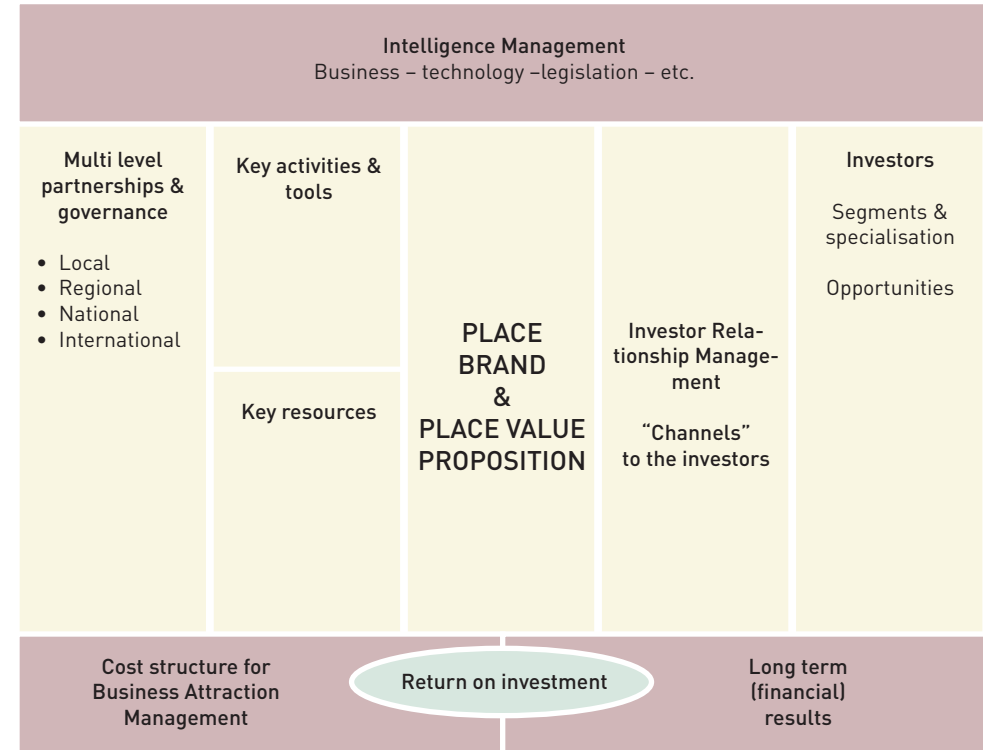 Intelligence Management
Business – technology –legislation – etc.
Multi level
partnerships &
governance
• Local
• Regional
• National
• International
Key activities &
tools
Key resources
PLACE
BRAND
&
PLACE VALUE
PROPOSITION
Investor Rela-
tionship Manage-
ment
“Channels”
to the investors
Investors
Segments &
specialisation
Opportunities
Cost structure for
Business Attraction
Management
Return on investment
Long term
(financial)
results